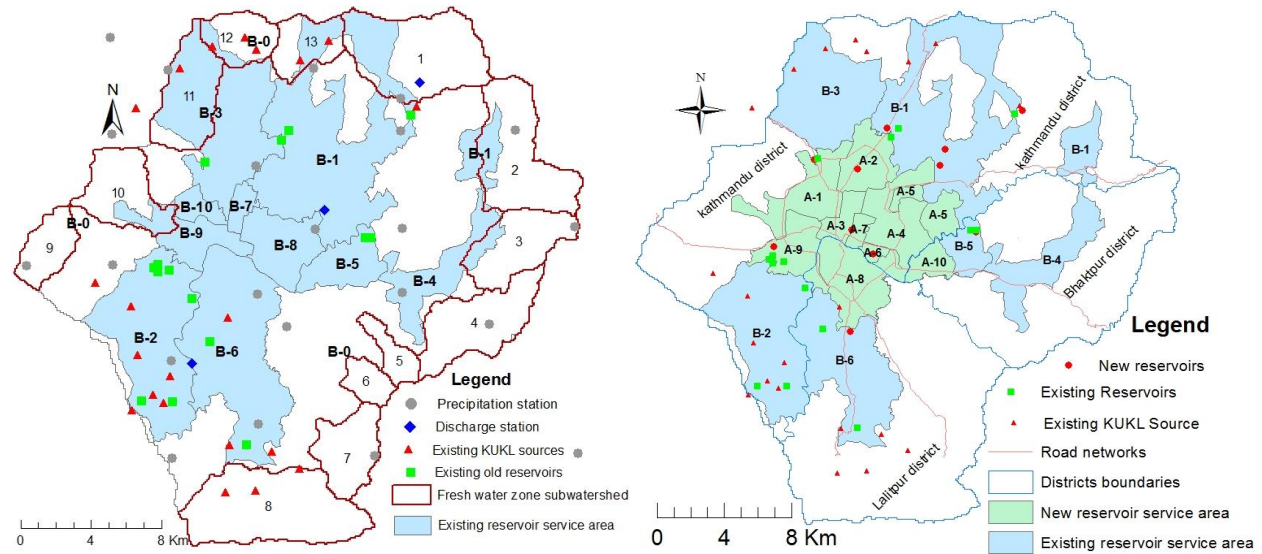 12
B-0
13
1
11
B-3
N
B-1
B-1
2
10
B-10
B-7
B-0
B-9
B-8
9
3
B-5
B-4
B-2
B-6
4
B-0
5
6
7
8
Legend
Precipitation station
Discharge station
Existing KUKL sources
Existing old reservoirs
Fresh water zone subwatershed
Existing reservoir service area
0 4 8 Km
N
B-3
B-1
kathmandu district
B-1
kathmandu district
A-2
A-1
A-5
A-5
A-3
A-7
A-4
A-9
A-6
B-5
A-10
B-4
A-8
Bhaktpur district
B-2
B-6
Lalitpur district
Legend
New reservoirs
Existing Reservoirs
Existing KUKL Source
Road networks
Districts boundaries
New reservoir service area
Existing reservoir service area
0 4 8 Km